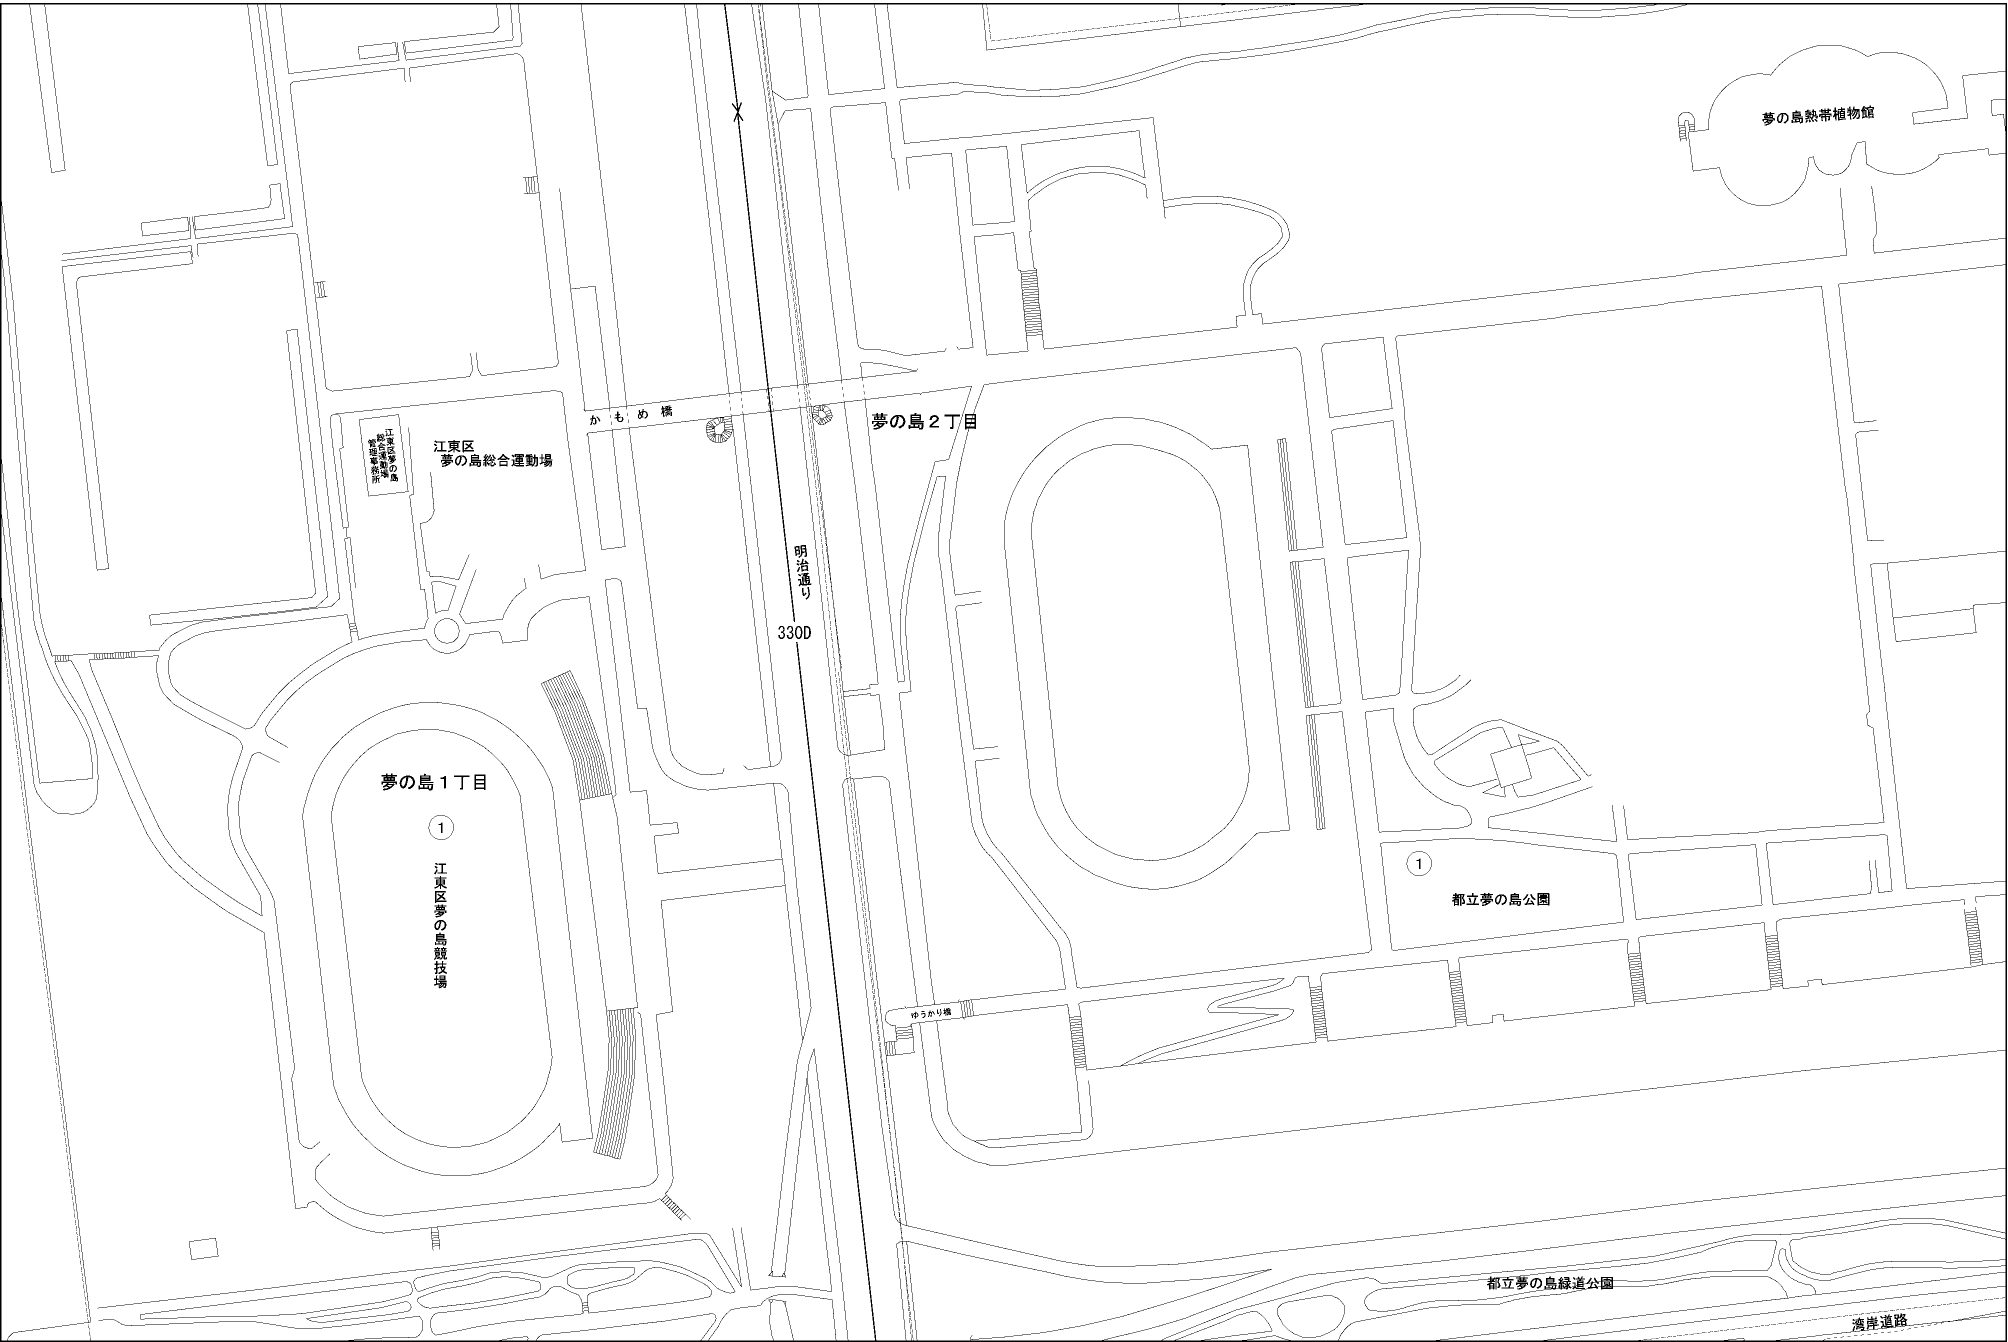 夢の島熱帯植物館
かもめ橋
夢の島２丁目
江東区夢の島
総合運動場
管理事務所
江東区
夢の島総合運動場
明治通り
330D
夢の島１丁目
1
江東区夢の島競技場
1
都立夢の島公園
ゆうかり橋
都立夢の島緑道公園
湾岸道路